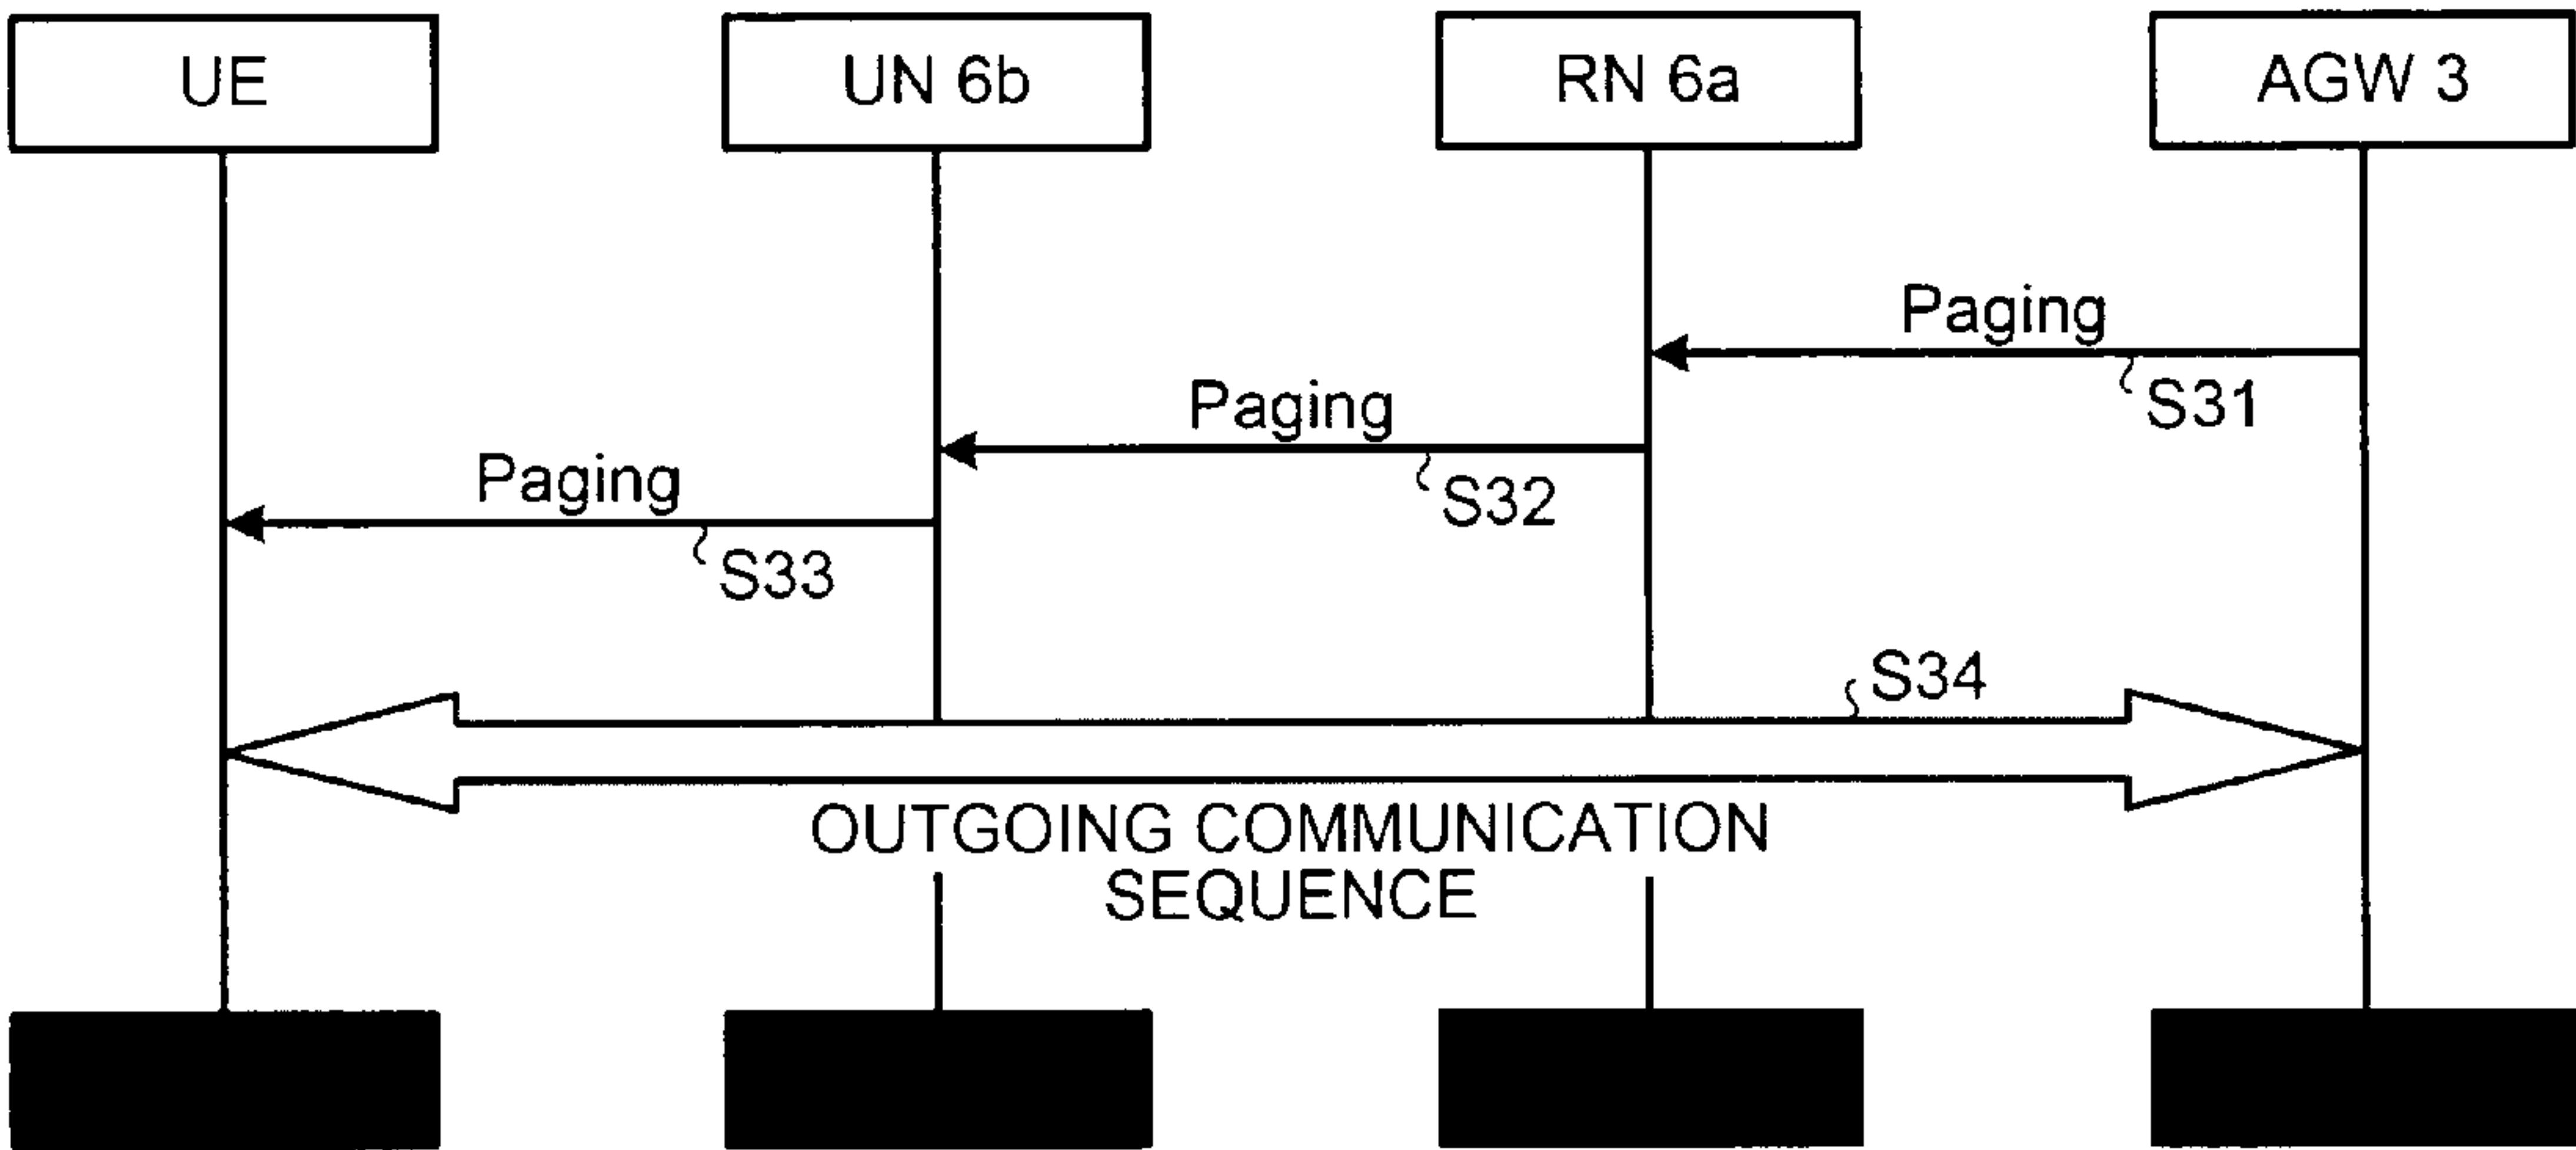 UE
UN 6b
RN 6a
AGW 3
Paging
S31
Paging
S32
Paging
S33
S34
OUTGOING COMMUNICATION
SEQUENCE